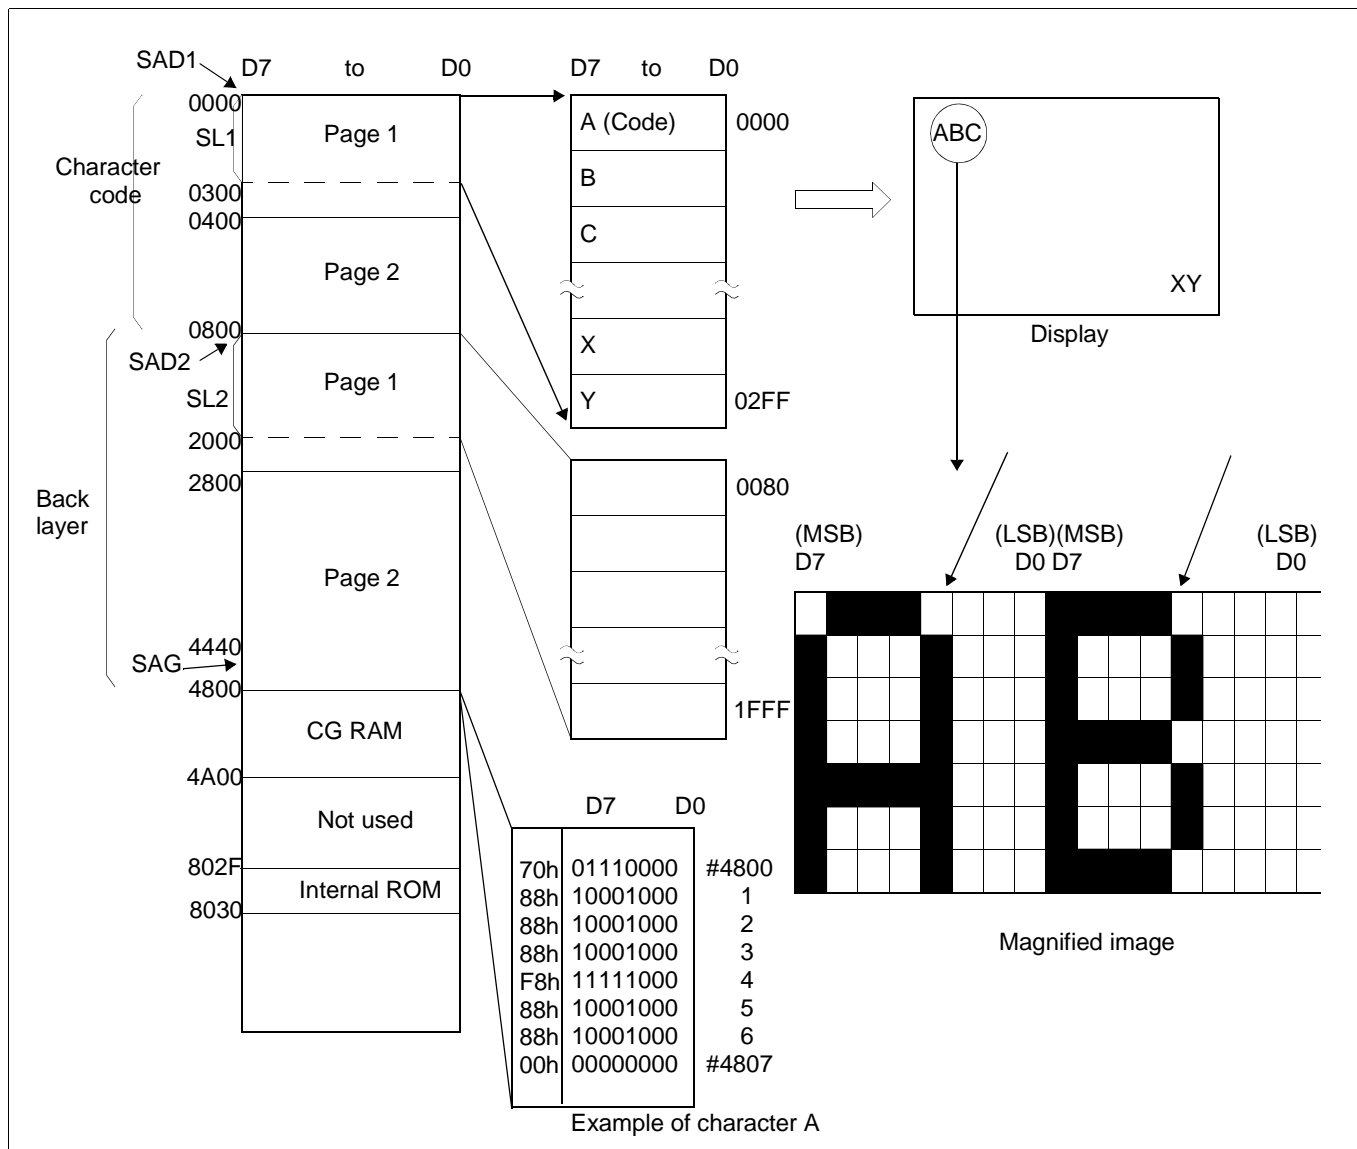 SAD1
D7 to D0
0000
SL1
Page 1
Character
code
0300
0400
Page 2
0800
SAD2
Page 1
SL2
2000
2800
Back
layer
Page 2
4440
SAG
4800
CG RAM
4A00
Not used
802F
Internal ROM
8030
D7 to D0
A (Code) 0000
B
C
X
Y 02FF
0080
1FFF
ABC
XY
Display
(MSB) (LSB)(MSB) (LSB)
D7 D0 D7 D0
Magnified image
D7 D0
70h 01110000 #4800
88h 10001000 1
88h 10001000 2
88h 10001000 3
F8h 11111000 4
88h 10001000 5
88h 10001000 6
00h 00000000 #4807
Example of character A